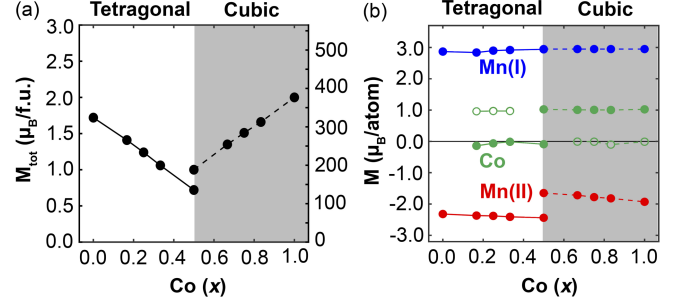 (a)
Tetragonal Cubic
M_tot (μ_B/f.u.)
3.0
2.5
2.0
1.5
1.0
0.5
0.0
500
400
300
200
100
0
0.0 0.2 0.4 0.6 0.8 1.0
Co (x)
(b)
Tetragonal Cubic
M (μ_B/atom)
3.0
2.0
1.0
0.0
-1.0
-2.0
-3.0
Mn(I)
Co
Mn(II)
0.0 0.2 0.4 0.6 0.8 1.0
Co (x)